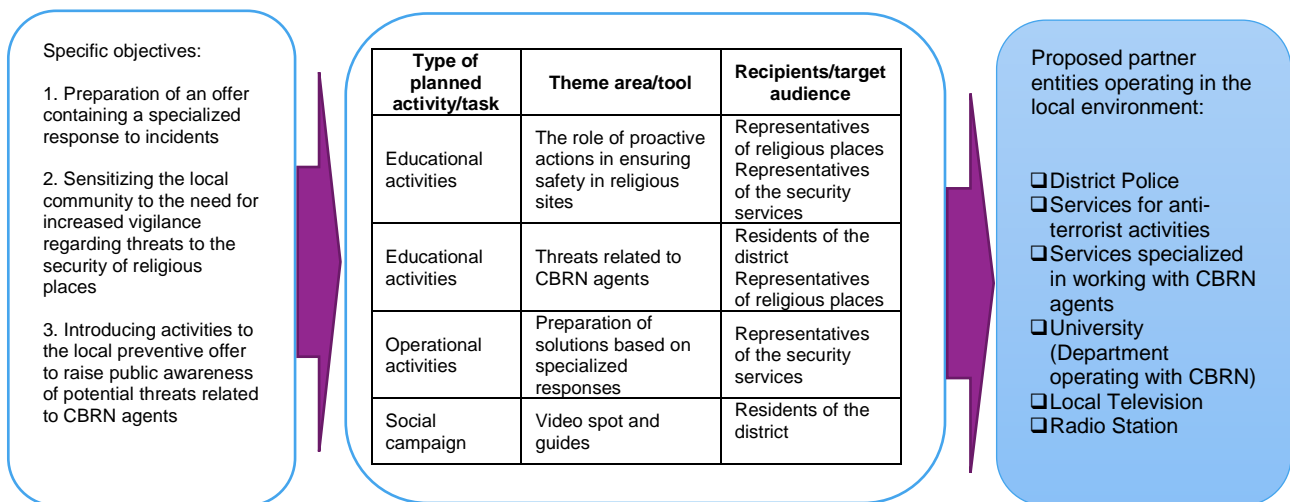 Specific objectives:
1. Preparation of an offer
containing a specialized
response to incidents
2. Sensitizing the local
community to the need for
increased vigilance
regarding threats to the
security of religious
places
3. Introducing activities to
the local preventive offer
to raise public awareness
of potential threats related
to CBRN agents
Type of
planned
activity/task
Theme area/tool
Recipients/target
audience
Educational
activities
The role of proactive
actions in ensuring
safety in religious
sites
Representatives
of religious places
Representatives
of the security
services
Educational
activities
Threats related to
CBRN agents
Residents of the
district
Representatives
of religious places
Operational
activities
Preparation of
solutions based on
specialized
responses
Representatives
of the security
services
Social
campaign
Video spot and
guides
Residents of the
district
Proposed partner
entities operating in the
local environment:
❑District Police
❑Services for anti-
terrorist activities
❑Services specialized
in working with CBRN
agents
❑University
(Department
operating with CBRN)
❑Local Television
❑Radio Station